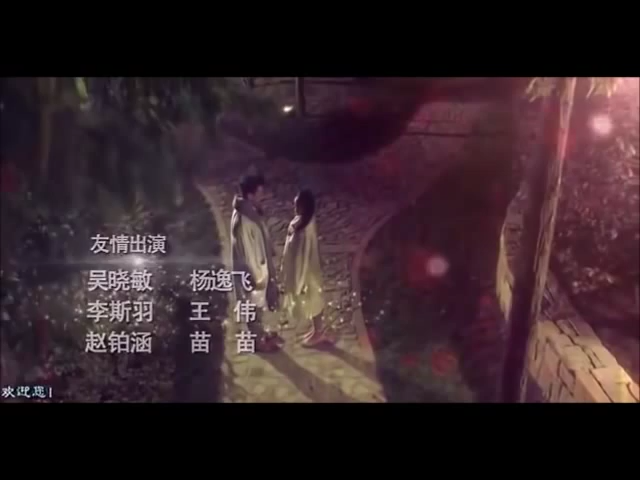 友情出演
吴晓敏 杨逸飞
李斯羽 王 伟
赵铂涵 苗 苗
欢迎您!